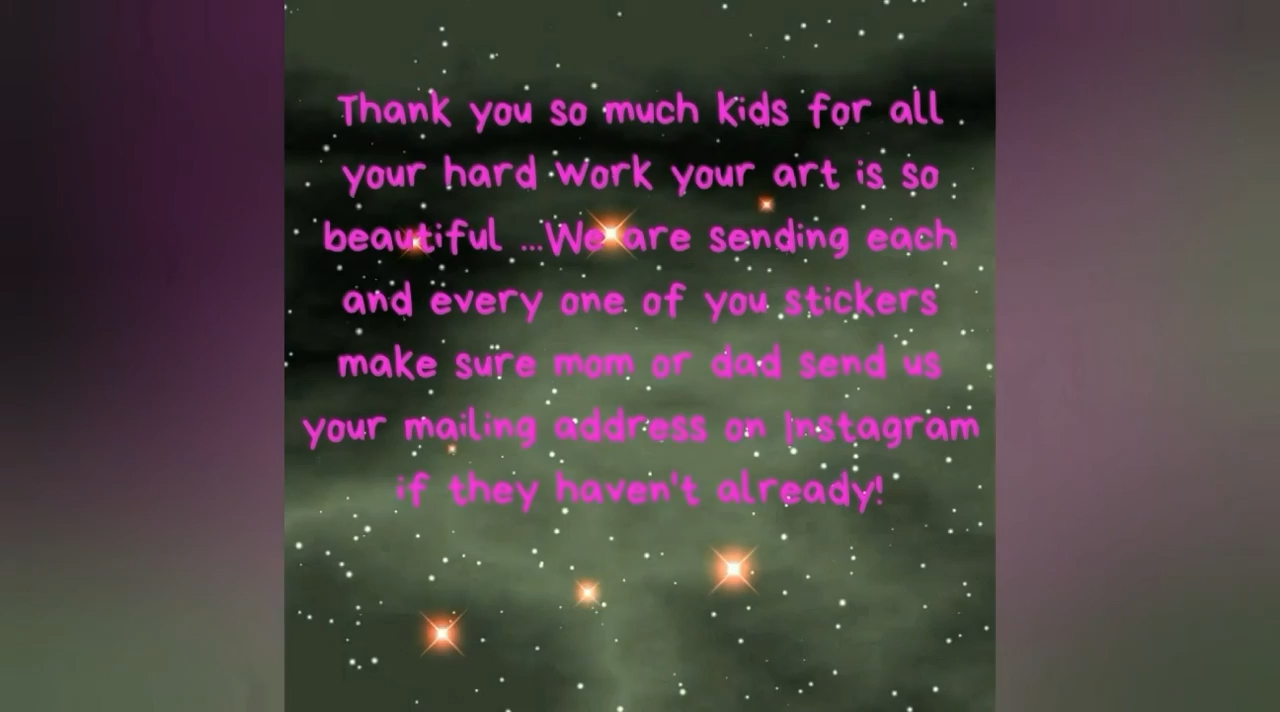 Thank you so much kids for all
your hard work your art is so
beautiful ...We are sending each
and every one of you stickers
make sure mom or dad send us
your mailing address on Instagram
if they haven't already!